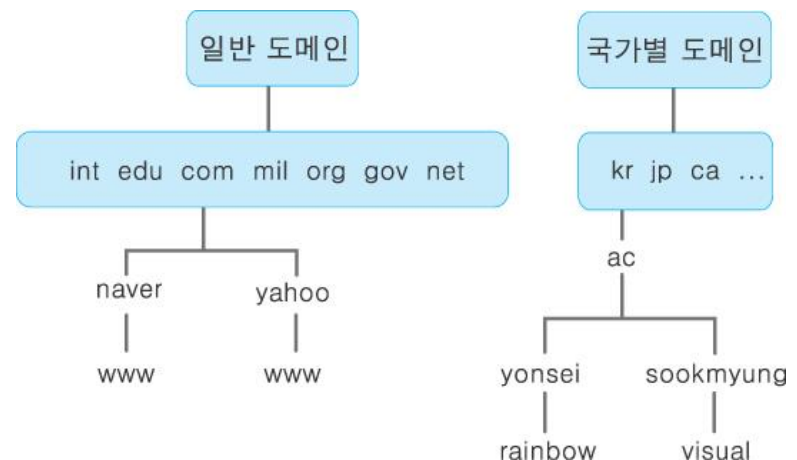 일반 도메인
int edu com mil org gov net
naver yahoo
www www
국가별 도메인
kr jp ca ...
ac
yonsei sookmyung
rainbow visual